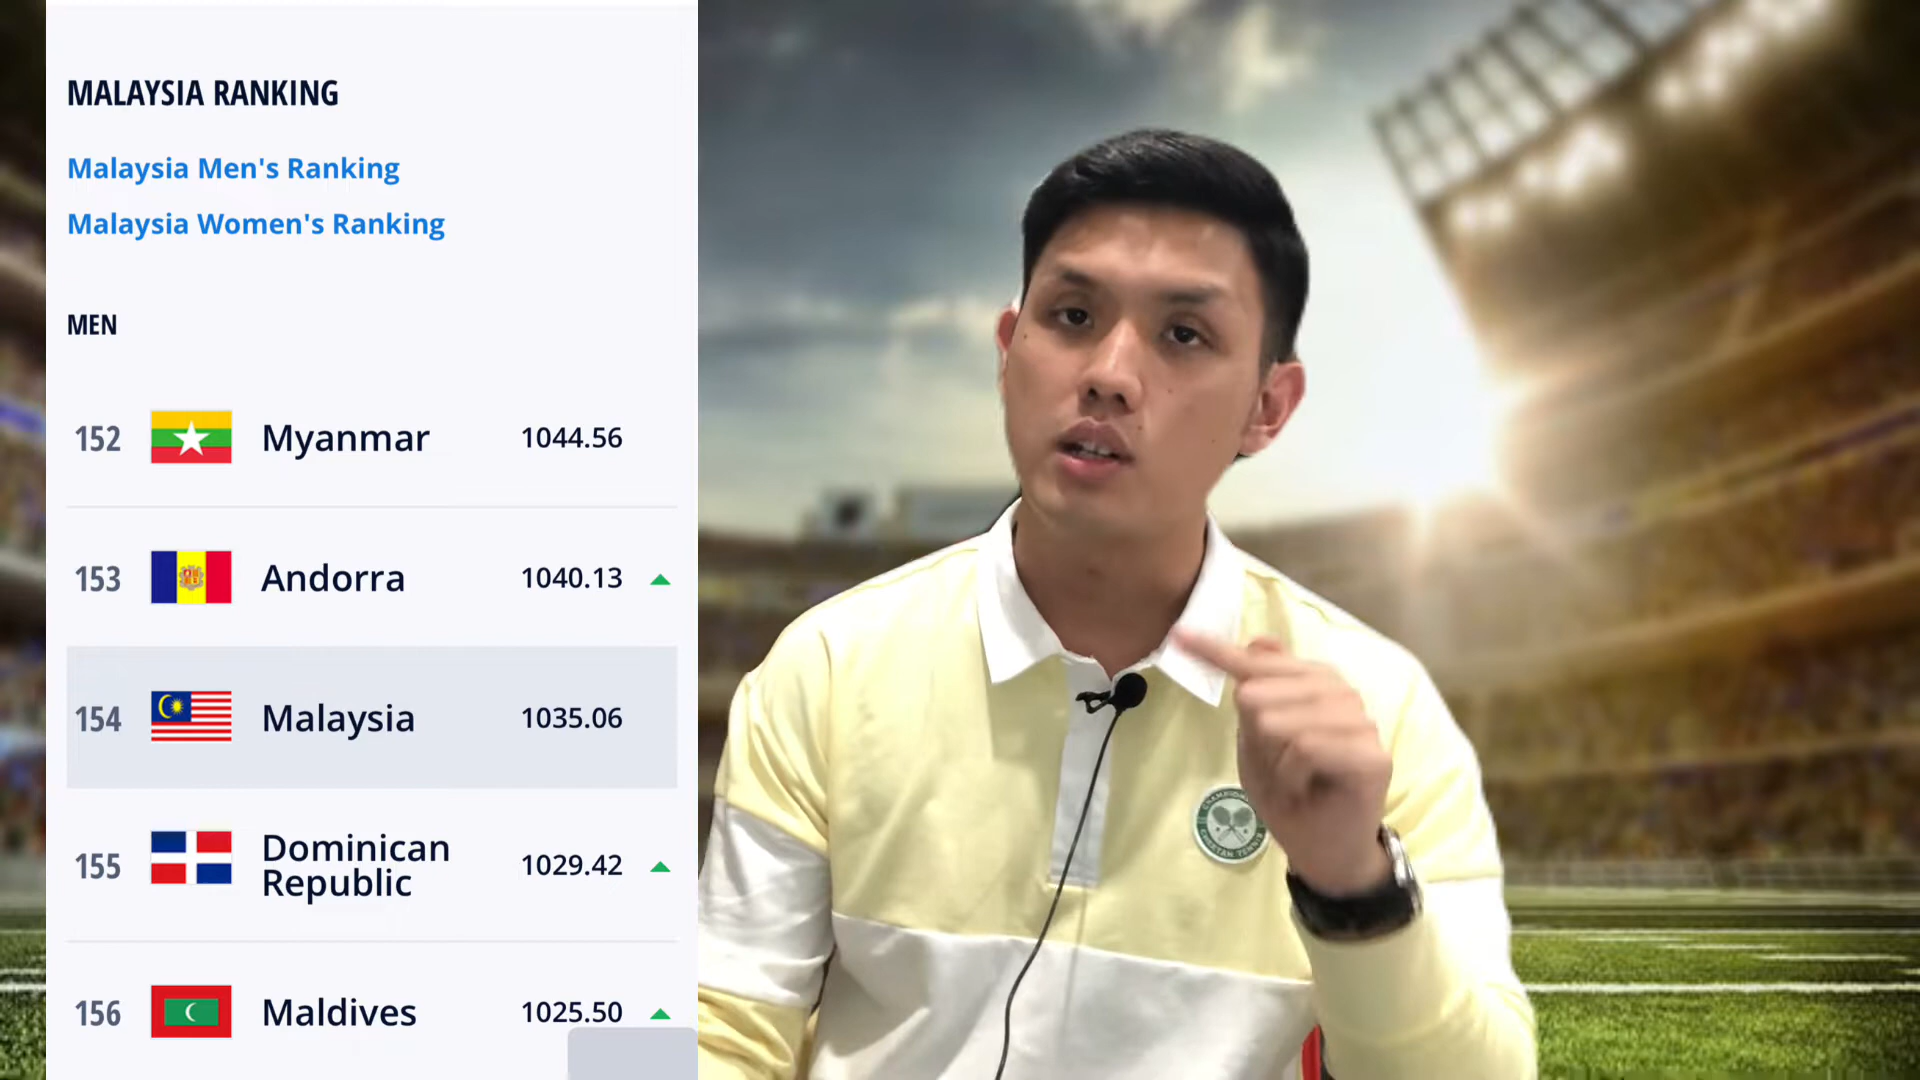 MALAYSIA RANKING
Malaysia Men's Ranking
Malaysia Women's Ranking
MEN
152 Myanmar 1044.56
153 Andorra 1040.13
154 Malaysia 1035.06
155 Dominican Republic 1029.42
156 Maldives 1025.50